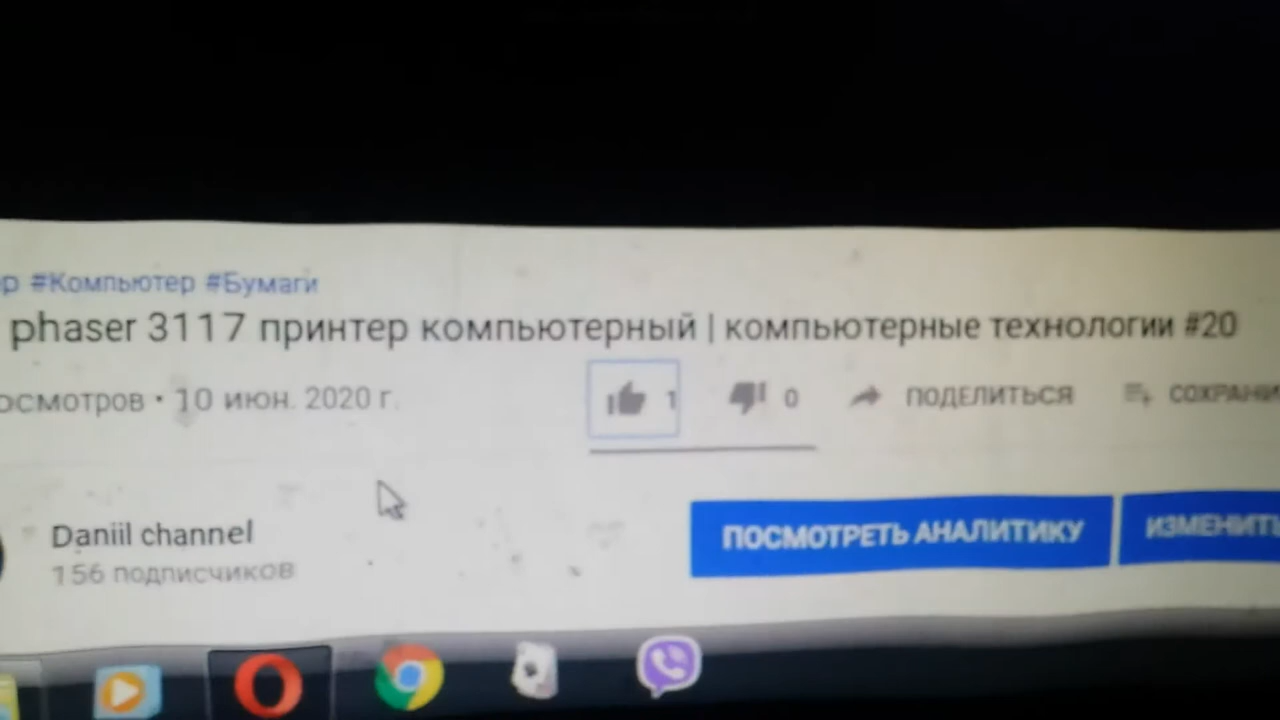 #Компьютер #Бумаги
phaser 3117 принтер компьютерный | компьютерные технологии #20
10 июн. 2020 г.
1 0 ПОДЕЛИТЬСЯ
Daniil channel
156 подписчиков
ПОСМОТРЕТЬ АНАЛИТИКУ